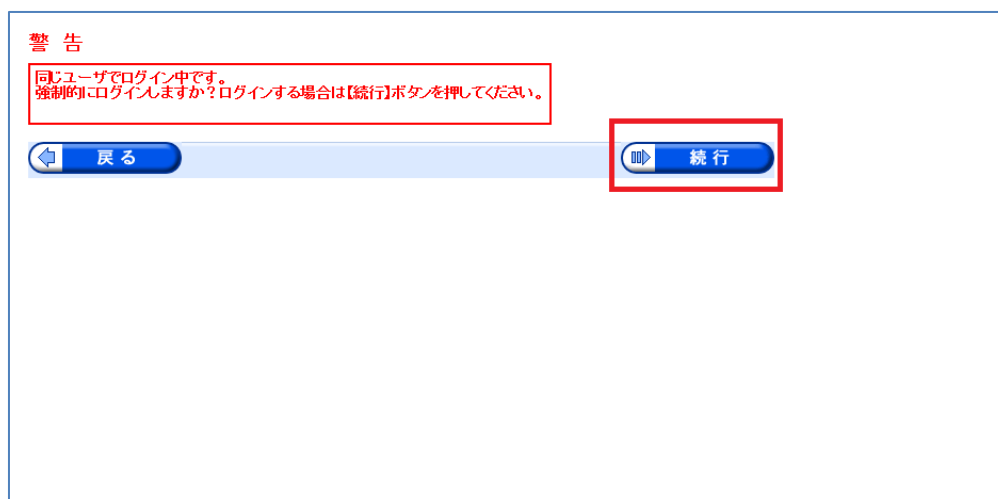 警 告
同じユーザでログイン中です。
強制的にログインしますか？ログインする場合は【続行】ボタンを押してください。
戻る
続行